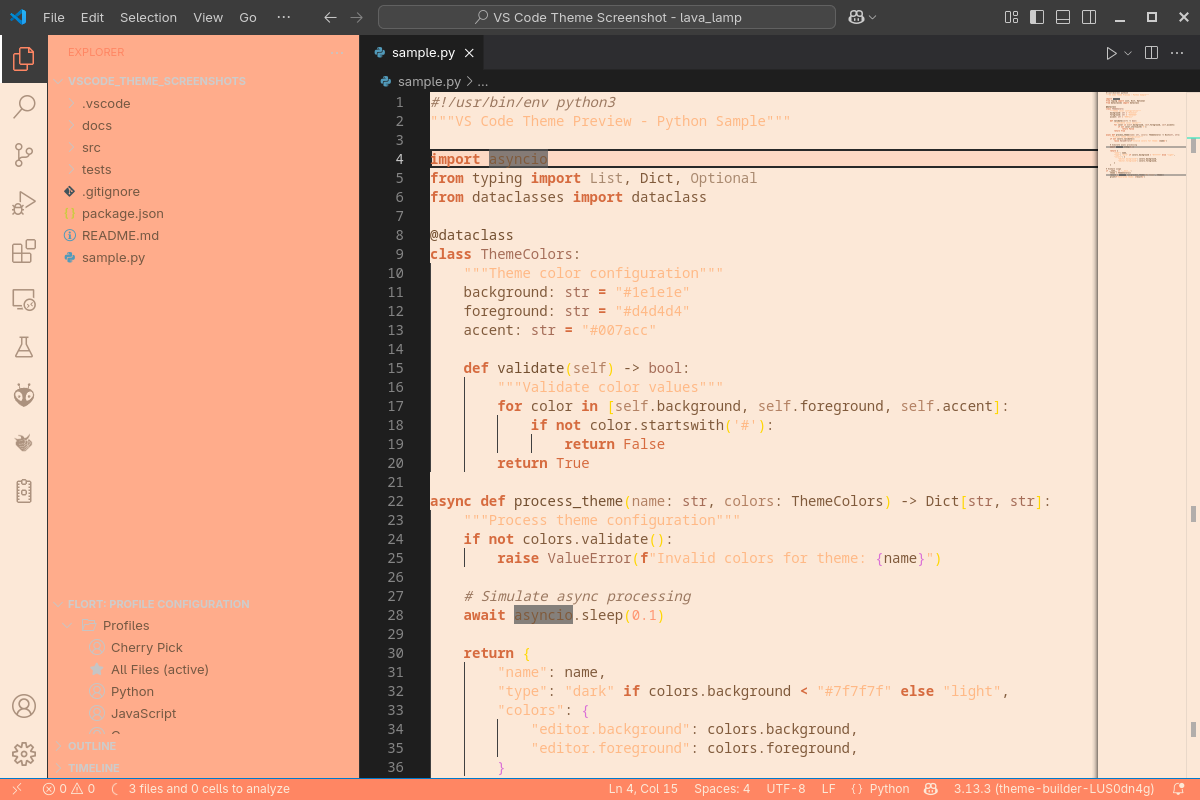 File Edit Selection View Go ···
VS Code Theme Screenshot - lava_lamp
EXPLORER
VSCODE_THEME_SCREENSHOTS
.vscode
docs
src
tests
.gitignore
package.json
README.md
sample.py
FLORT: PROFILE CONFIGURATION
Profiles
Cherry Pick
All Files (active)
Python
JavaScript
OUTLINE
TIMELINE
sample.py
sample.py > ...
1 #!/usr/bin/env python3
2 """VS Code Theme Preview - Python Sample"""
3
4 import asyncio
5 from typing import List, Dict, Optional
6 from dataclasses import dataclass
7
8 @dataclass
9 class ThemeColors:
10     """Theme color configuration"""
11     background: str = "#1e1e1e"
12     foreground: str = "#d4d4d4"
13     accent: str = "#007acc"
14
15     def validate(self) -> bool:
16         """Validate color values"""
17         for color in [self.background, self.foreground, self.accent]:
18             if not color.startswith('#'):
19                 return False
20         return True
21
22 async def process_theme(name: str, colors: ThemeColors) -> Dict[str, str]:
23     """Process theme configuration"""
24     if not colors.validate():
25         raise ValueError(f"Invalid colors for theme: {name}")
26
27     # Simulate async processing
28     await asyncio.sleep(0.1)
29
30     return {
31         "name": name,
32         "type": "dark" if colors.background < "#7f7f7f" else "light",
33         "colors": {
34             "editor.background": colors.background,
35             "editor.foreground": colors.foreground,
36         }
0 0 3 files and 0 cells to analyze
Ln 4, Col 15 Spaces: 4 UTF-8 LF {} Python 3.13.3 (theme-builder-LUS0dn4g)